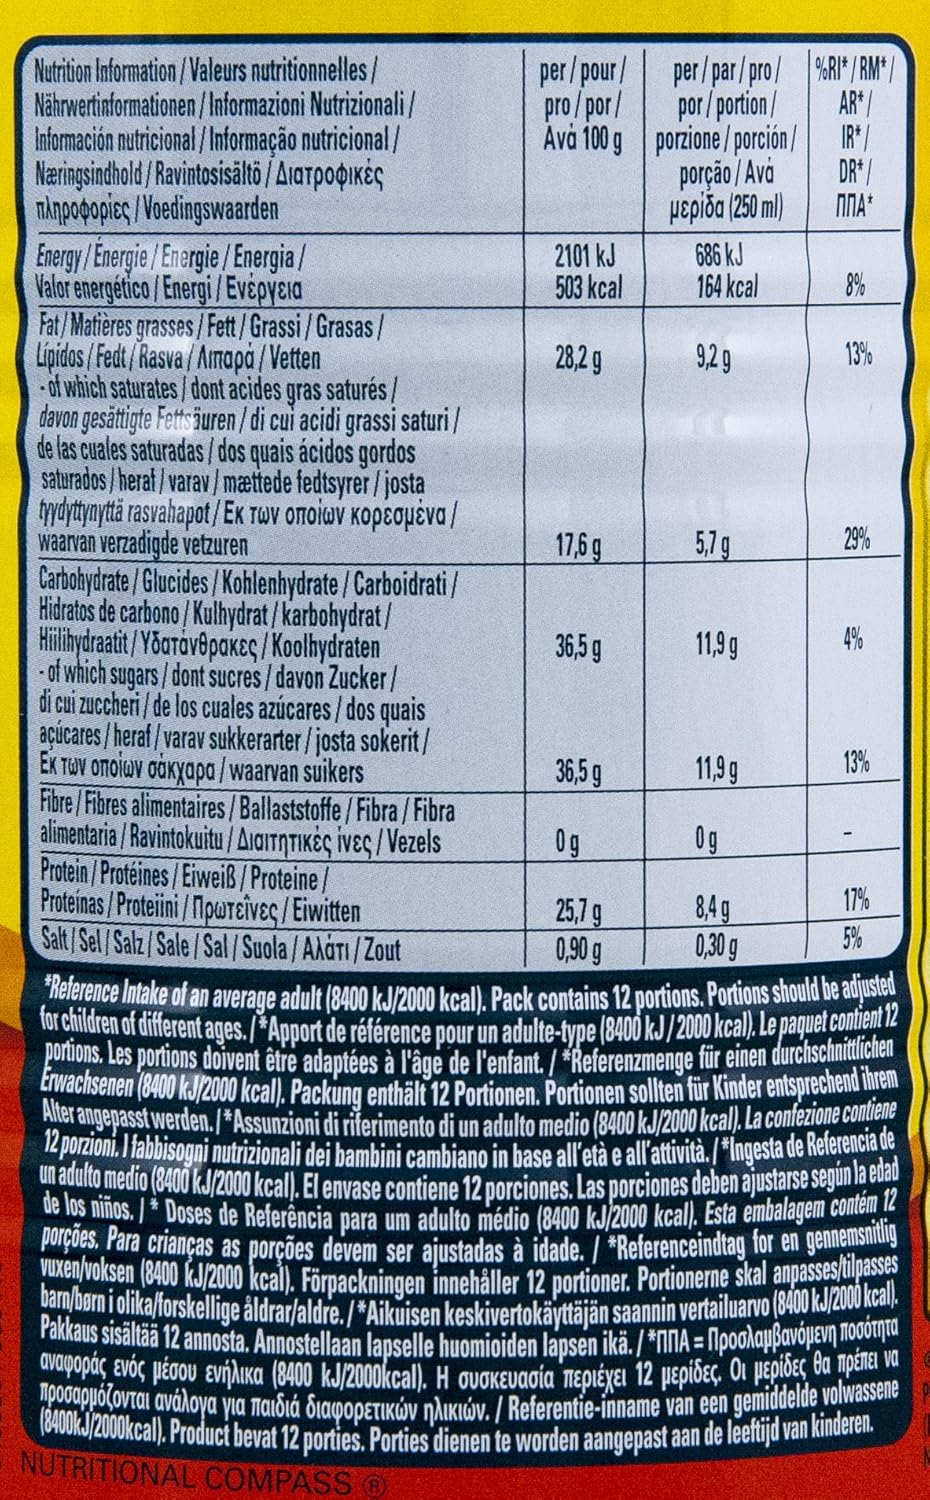 Nutrition Information / Valeurs nutritionnelles /
Nährwertinformationen / Informazioni Nutrizionali /
Información nutricional / Informação nutricional /
Næringsindhold / Ravintosisältö / Διατροφικές
πληροφορίες / Voedingswaarden
per / pour /
pro / por /
Ανά 100 g
per / par / pro /
por / portion /
porzione / porción /
porção / Ανά
μερίδα (250 ml)
%RI* / RM* /
AR* /
IR* /
DR* /
ΠΠΑ*
Energy / Énergie / Energie / Energia /
Valor energético / Energi / Ενέργεια
2101 kJ
503 kcal
686 kJ
164 kcal
8%
Fat / Matières grasses / Fett / Grassi / Grasas /
Lípidos / Fedt / Rasva / Λιπαρά / Vetten
28,2 g
9,2 g
13%
- of which saturates / dont acides gras saturés /
davon gesättigte Fettsäuren / di cui acidi grassi saturi /
de las cuales saturadas / dos quais ácidos gordos
saturados / heraf / varav / mættede fedtsyrer / josta
tyydyttynyttä rasvahapot / Εκ των οποίων κορεσμένα /
waarvan verzadigde vetzuren
17,6 g
5,7 g
29%
Carbohydrate / Glucides / Kohlenhydrate / Carboidrati /
Hidratos de carbono / Kulhydrat / karbohydrat /
Hiilihydraatit / Υδατάνθρακες / Koolhydraten
36,5 g
11,9 g
4%
- of which sugars / dont sucres / davon Zucker /
di cui zuccheri / de los cuales azúcares / dos quais
açúcares / heraf / varav sukkerarter / josta sokerit /
Εκ των οποίων σάκχαρα / waarvan suikers
36,5 g
11,9 g
13%
Fibre / Fibres alimentaires / Ballaststoffe / Fibra / Fibra
alimentaria / Ravintokuitu / Διαιτητικές ίνες / Vezels
0 g
0 g
-
Protein / Protéines / Eiweiß / Proteine /
Proteínas / Proteiini / Πρωτεΐνες / Eiwitten
25,7 g
8,4 g
17%
Salt / Sel / Salz / Sale / Sal / Suola / Αλάτι / Zout
0,90 g
0,30 g
5%
*Reference Intake of an average adult (8400 kJ/2000 kcal). Pack contains 12 portions. Portions should be adjusted
for children of different ages. / *Apport de référence pour un adulte-type (8400 kJ / 2000 kcal). Le paquet contient 12
portions. Les portions doivent être adaptées à l'âge de l'enfant. / *Referenzmenge für einen durchschnittlichen
Erwachsenen (8400 kJ/2000 kcal). Packung enthält 12 Portionen. Portionen sollten für Kinder entsprechend ihrem
Alter angepasst werden. / *Assunzioni di riferimento di un adulto medio (8400 kJ/2000 kcal). La confezione contiene
12 porzioni. I fabbisogni nutrizionali dei bambini cambiano in base all'età e all'attività. / *Ingesta de Referencia de
un adulto medio (8400 kJ/2000 kcal). El envase contiene 12 porciones. Las porciones deben ajustarse según la edad
de los niños. / * Doses de Referência para um adulto médio (8400 kJ/2000 kcal). Esta embalagem contém 12
porções. Para crianças as porções devem ser ajustadas à idade. / *Referenceindtag for en gennemsnitlig
vuxen/voksen (8400 kJ/2000 kcal). Förpackningen innehåller 12 portioner. Portionerne skal anpasses/tilpasses
barn/børn i olika/forskellige åldrar/aldre. / *Aikuisen keskivertokäyttäjän saannin vertailuarvo (8400 kJ/2000 kcal).
Pakkaus sisältää 12 annosta. Annostellaan lapselle huomioiden lapsen ikä. / *ΠΠΑ = Προσλαμβανόμενη ποσότητα
αναφοράς ενός μέσου ενήλικα (8400 kJ/2000kcal). Η συσκευασία περιέχει 12 μερίδες. Οι μερίδες θα πρέπει να
προσαρμόζονται ανάλογα για παιδιά διαφορετικών ηλικιών. / Referentie-inname van een gemiddelde volwassene
(8400kJ/2000kcal). Product bevat 12 porties. Porties dienen te worden aangepast aan de leeftijd van kinderen.
NUTRITIONAL COMPASS ®